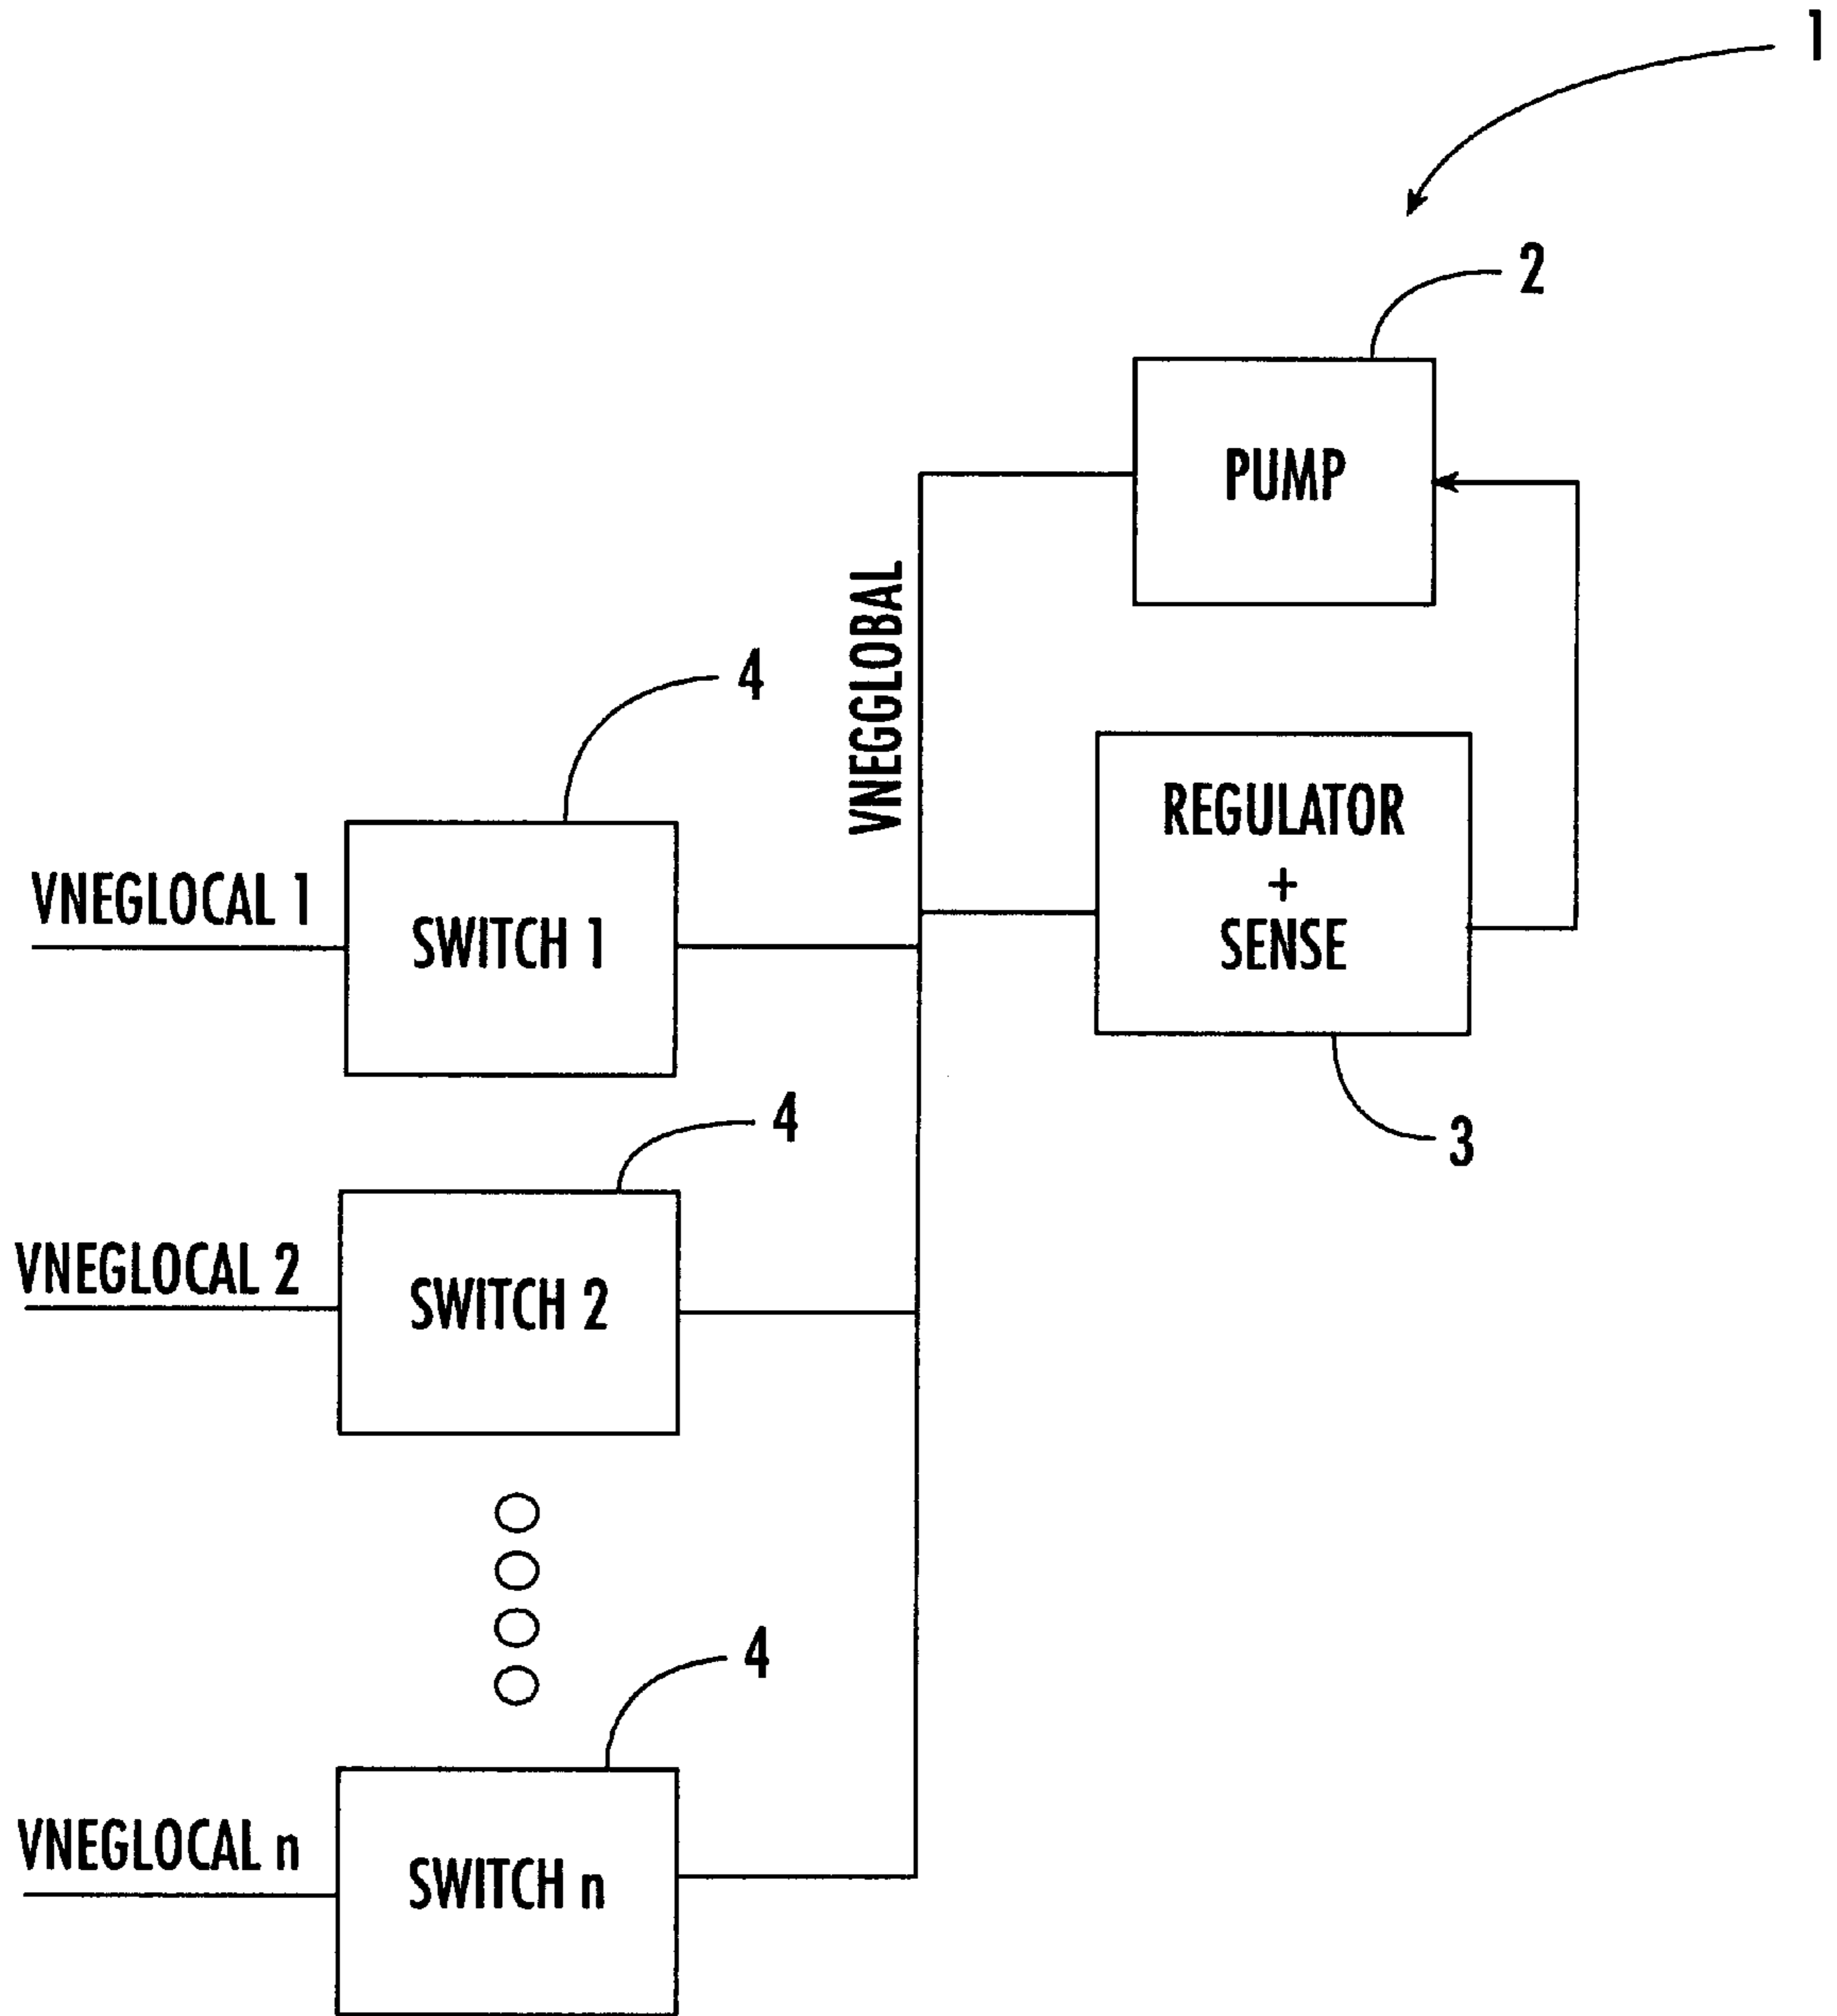 1
2
PUMP
VNEGGLOBAL
4
REGULATOR
+
SENSE
3
VNEGLOCAL 1
SWITCH 1
4
VNEGLOCAL 2
SWITCH 2
4
VNEGLOCAL n
SWITCH n